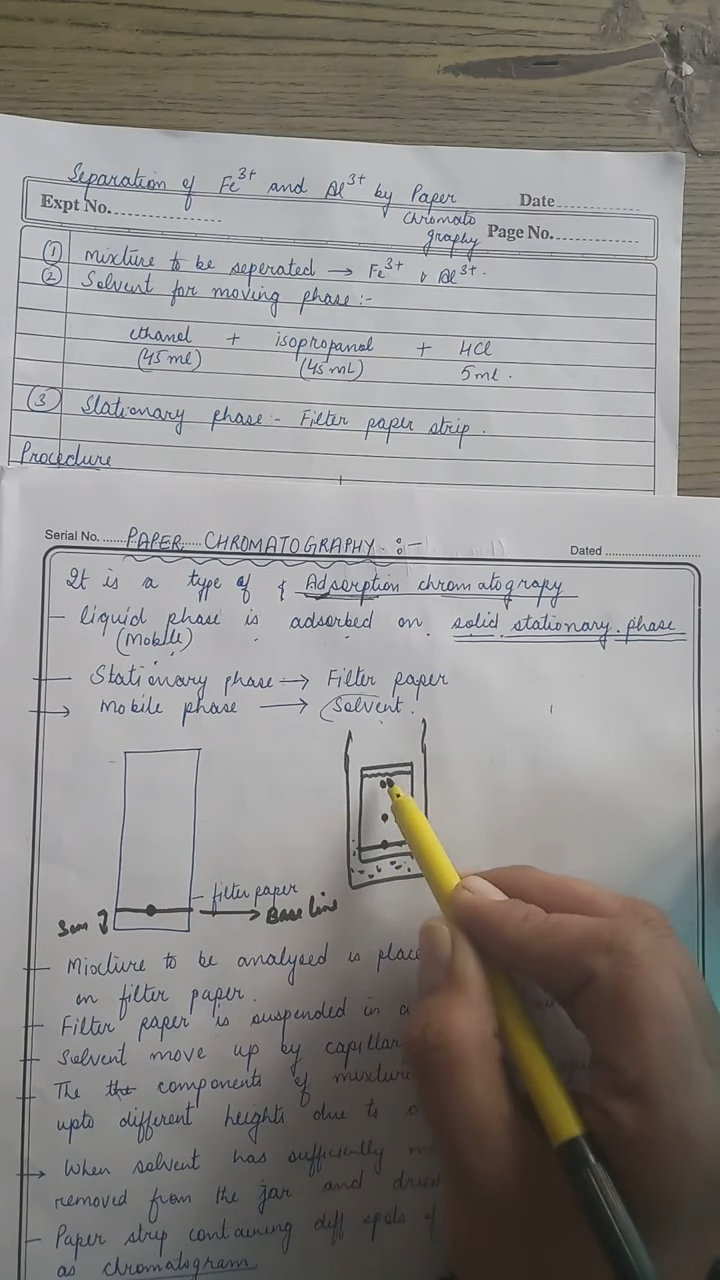 Separation of Fe3+ and Al3+ by Paper
Chromato
graphy
Date
Expt No.
Page No.
① mixture to be seperated → Fe3+ & Al3+.
② Solvent for moving phase :-
ethanol + isopropanol + HCl
(45 ml) (45 mL) 5 ml.
③ Stationary phase :- Filter paper strip.
Procedure
Serial No. PAPER CHROMATOGRAPHY :-
Dated
It is a type of Adsorption chromatograpy
– liquid phase is adsorbed on solid stationary phase
(Mobile)
– Stationary phase → Filter paper
→ mobile phase → Solvent.
filter paper
Base line
– Mixture to be analysed is
on filter paper.
– Filter paper is suspended in a
– Solvent move up by
– The components of mixture
upto different heights due to
→ When solvent has sufficiently
removed from the jar and
– Paper strip containing diff spots of
as chromatogram